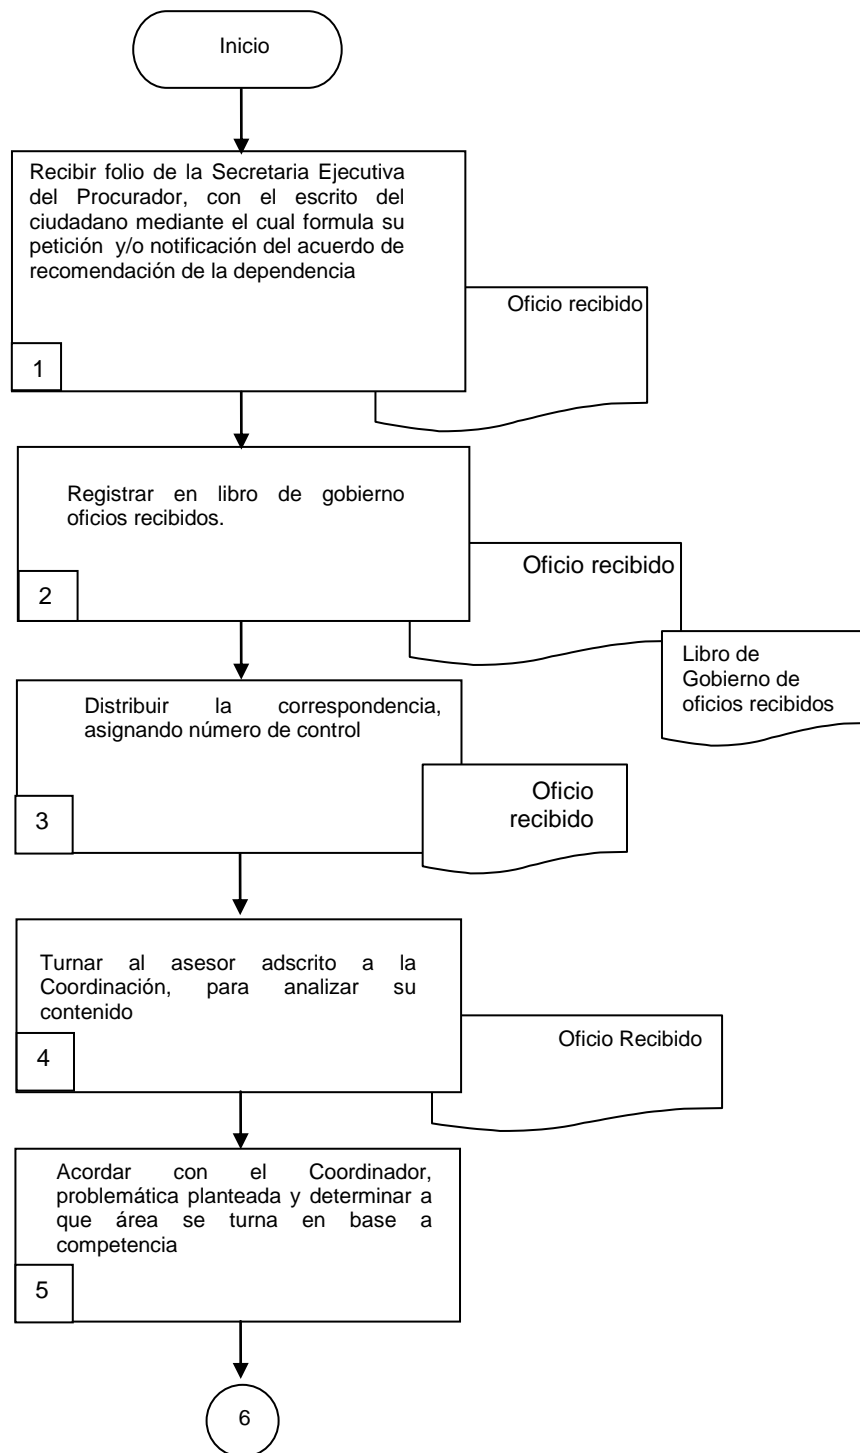 Inicio
Recibir folio de la Secretaria Ejecutiva
del Procurador, con el escrito del
ciudadano mediante el cual formula su
petición y/o notificación del acuerdo de
recomendación de la dependencia
Oficio recibido
1
Registrar en libro de gobierno
oficios recibidos.
Oficio recibido
2
Libro de
Gobierno de
oficios recibidos
Distribuir la correspondencia,
asignando número de control
Oficio
recibido
3
Turnar al asesor adscrito a la
Coordinación, para analizar su
contenido
Oficio Recibido
4
Acordar con el Coordinador,
problemática planteada y determinar a
que área se turna en base a
competencia
5
6